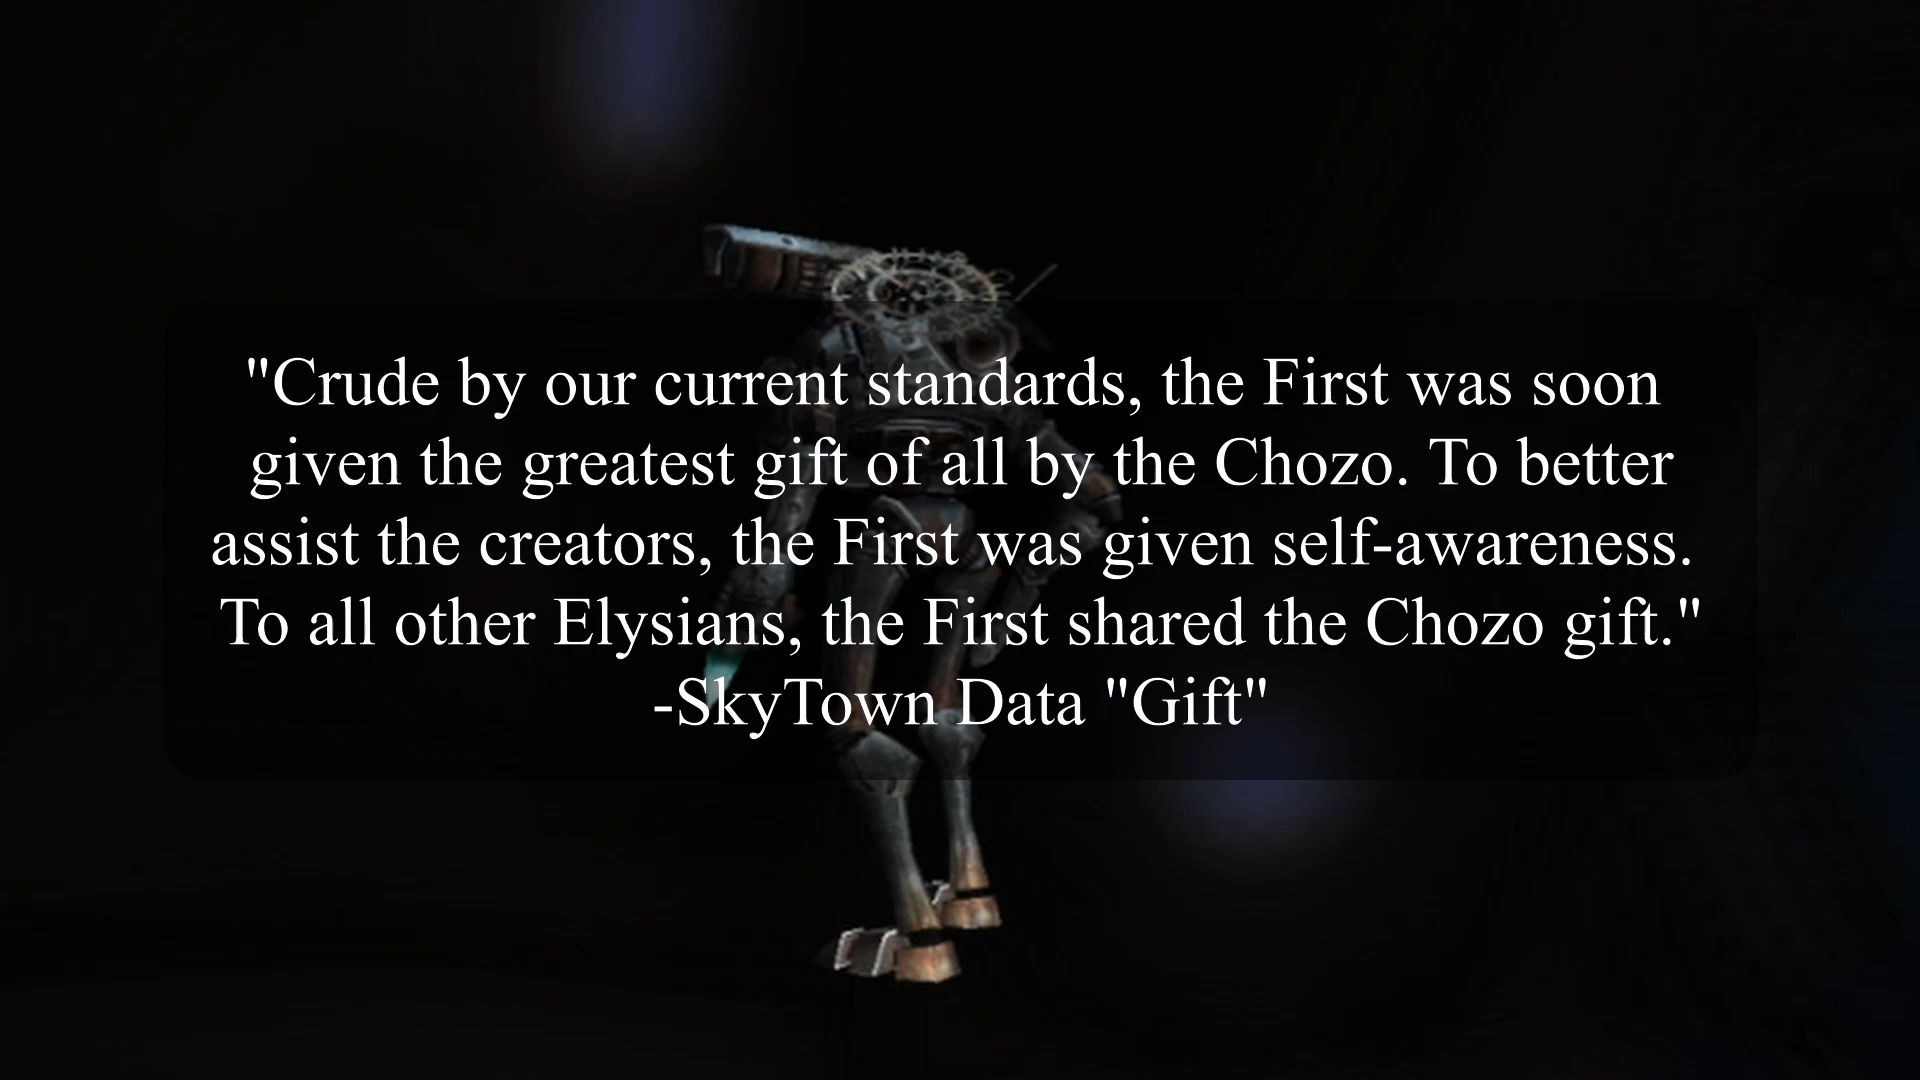 "Crude by our current standards, the First was soon
given the greatest gift of all by the Chozo. To better
assist the creators, the First was given self-awareness.
To all other Elysians, the First shared the Chozo gift."
-SkyTown Data "Gift"